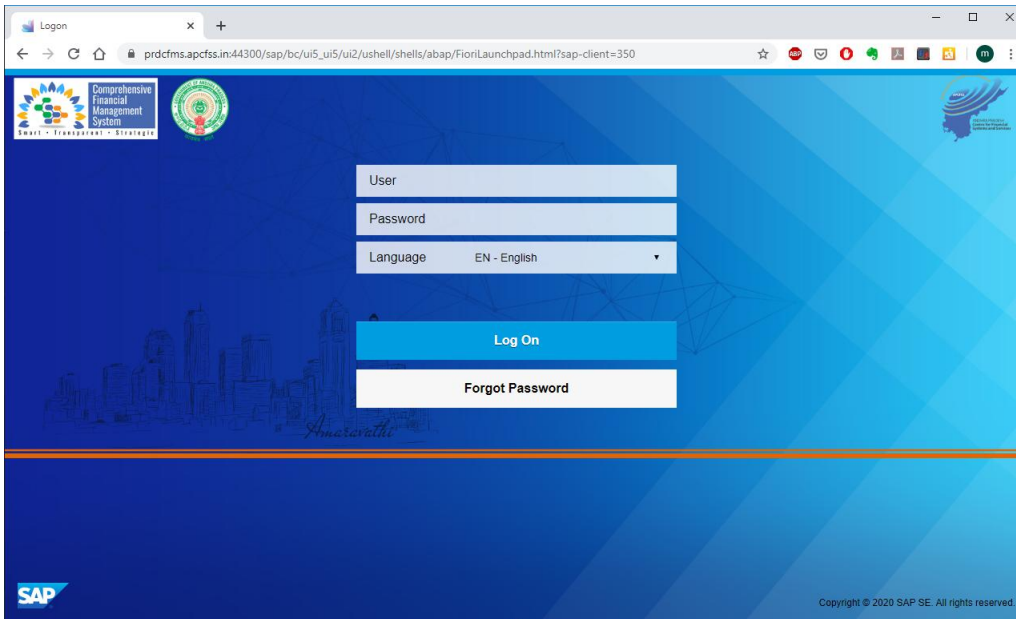 Logon
prdcfms.apcfss.in:44300/sap/bc/ui5_ui5/ui2/ushell/shells/abap/FioriLaunchpad.html?sap-client=350
ABP
m
Comprehensive
Financial
Management
System
Smart - Transparent - Strategic
User
Password
Language EN - English
Log On
Forgot Password
Amaravathi
SAP
Copyright © 2020 SAP SE. All rights reserved.